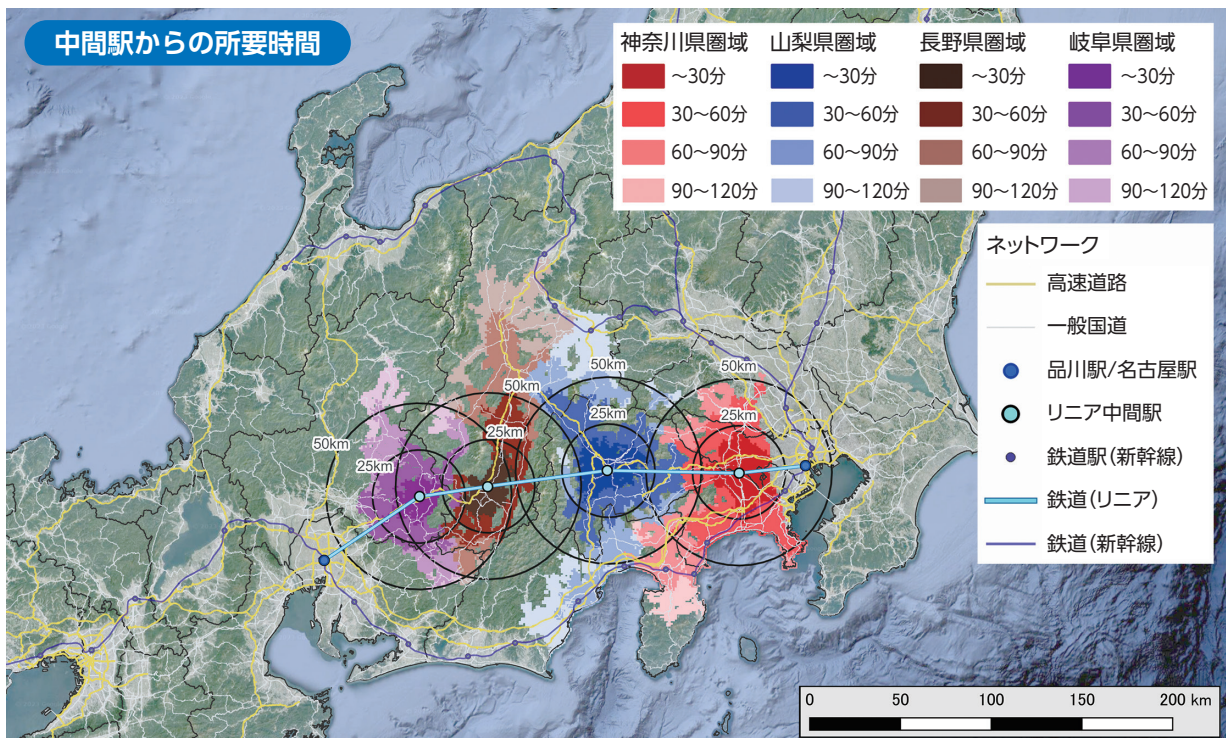 中間駅からの所要時間
神奈川県圏域 山梨県圏域 長野県圏域 岐阜県圏域
~30分 ~30分 ~30分 ~30分
30~60分 30~60分 30~60分 30~60分
60~90分 60~90分 60~90分 60~90分
90~120分 90~120分 90~120分 90~120分
ネットワーク
高速道路
一般国道
品川駅/名古屋駅
リニア中間駅
鉄道駅(新幹線)
鉄道(リニア)
鉄道(新幹線)
50km 50km
50km
25km 25km
25km
50km
25km
0 50 100 150 200 km